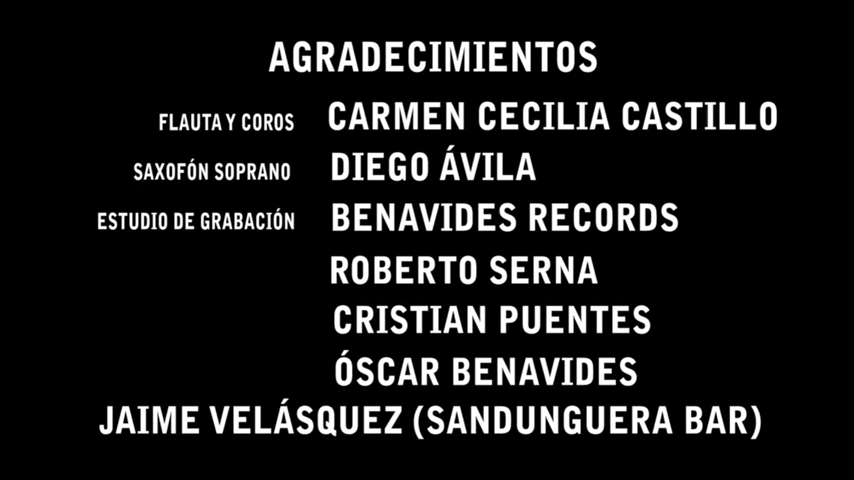 AGRADECIMIENTOS
FLAUTA Y COROS CARMEN CECILIA CASTILLO
SAXOFÓN SOPRANO DIEGO ÁVILA
ESTUDIO DE GRABACIÓN BENAVIDES RECORDS
ROBERTO SERNA
CRISTIAN PUENTES
ÓSCAR BENAVIDES
JAIME VELÁSQUEZ (SANDUNGUERA BAR)